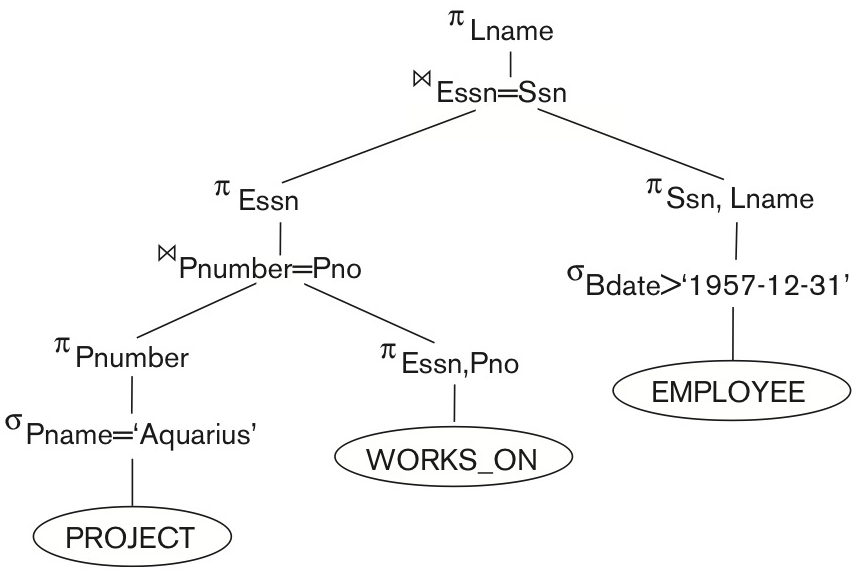 π Lname
⋈ Essn=Ssn
π Essn
π Ssn, Lname
⋈ Pnumber=Pno
σ Bdate>‘1957-12-31’
π Pnumber
π Essn,Pno
EMPLOYEE
σ Pname=‘Aquarius’
WORKS_ON
PROJECT